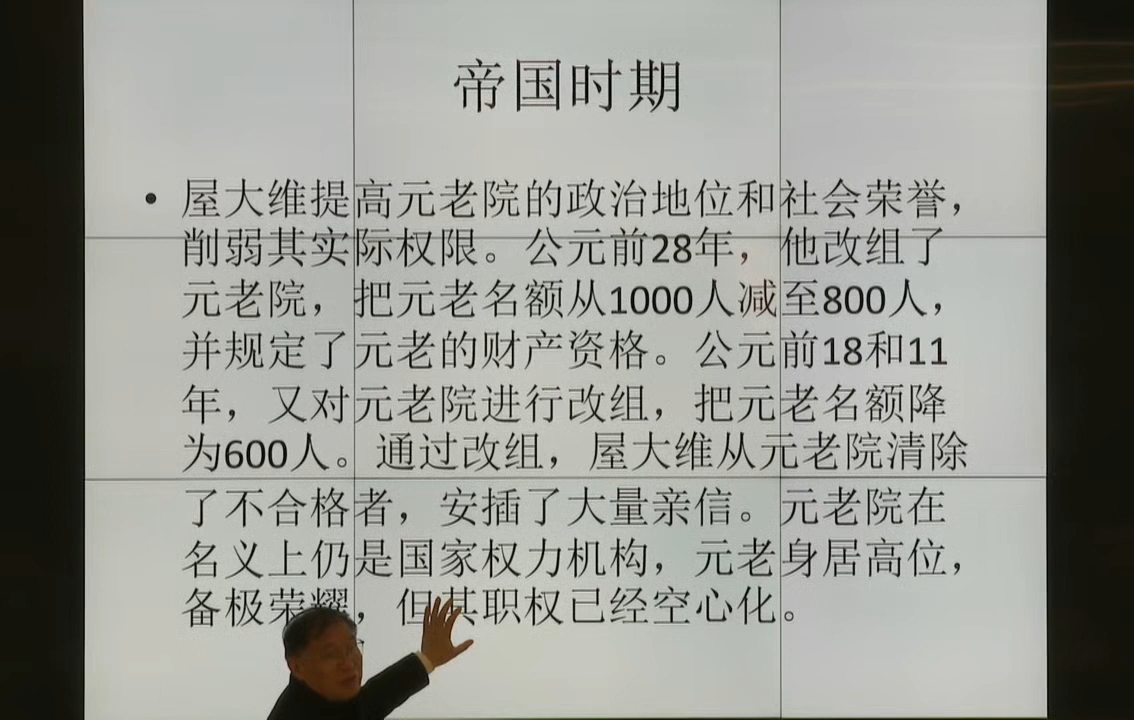 帝国时期
• 屋大维提高元老院的政治地位和社会荣誉，
削弱其实际权限。公元前28年，他改组了
元老院，把元老名额从1000人减至800人，
并规定了元老的财产资格。公元前18和11
年，又对元老院进行改组，把元老名额降
为600人。通过改组，屋大维从元老院清除
了不合格者，安插了大量亲信。元老院在
名义上仍是国家权力机构，元老身居高位，
备极荣耀，但其职权已经空心化。